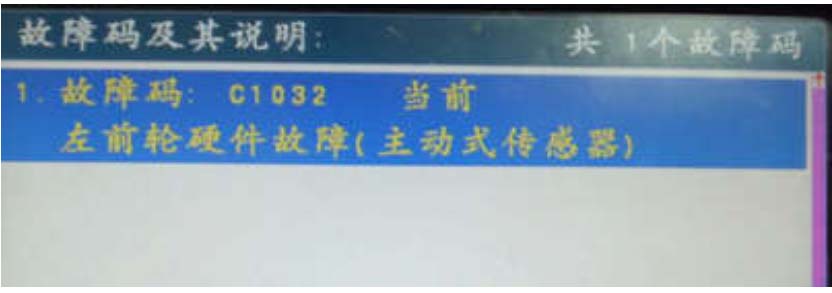 故障码及其说明: 共 1个故障码
1. 故障码: C1032 当前
左前轮硬件故障(主动式传感器)